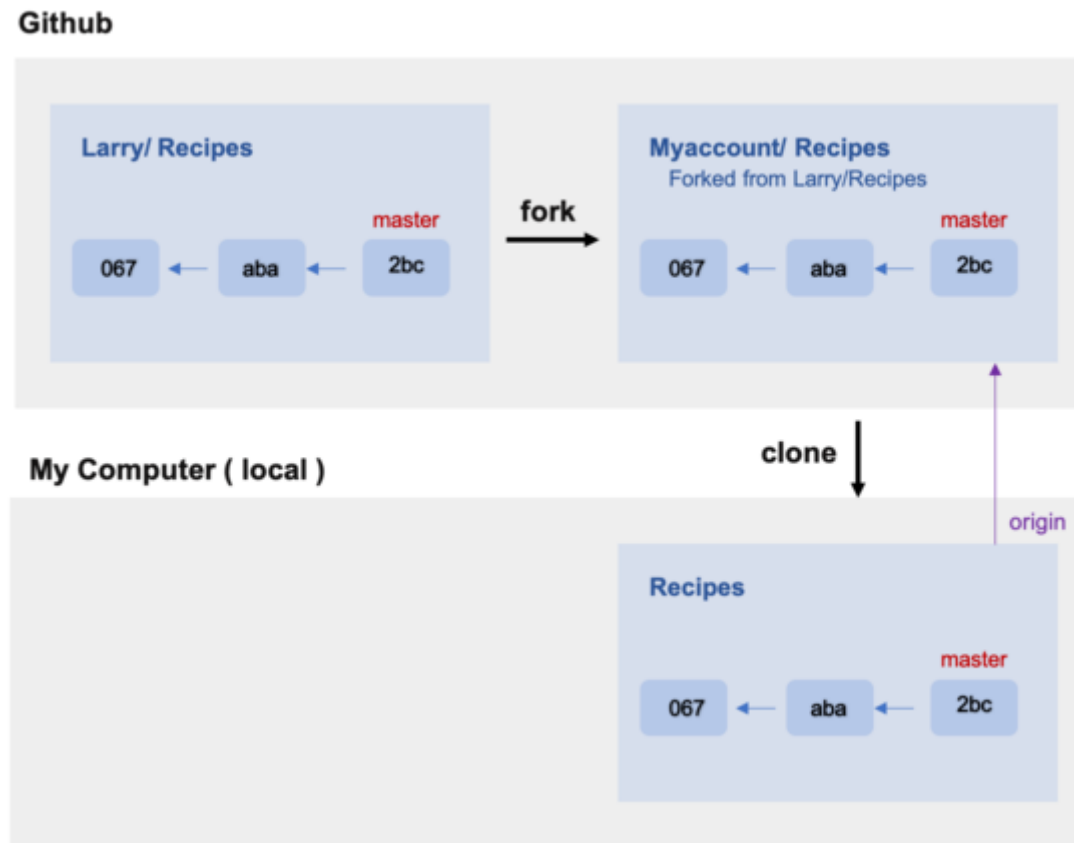 Github
Larry/ Recipes
master
067
aba
2bc
fork
Myaccount/ Recipes
Forked from Larry/Recipes
master
067
aba
2bc
clone
My Computer ( local )
origin
Recipes
master
067
aba
2bc